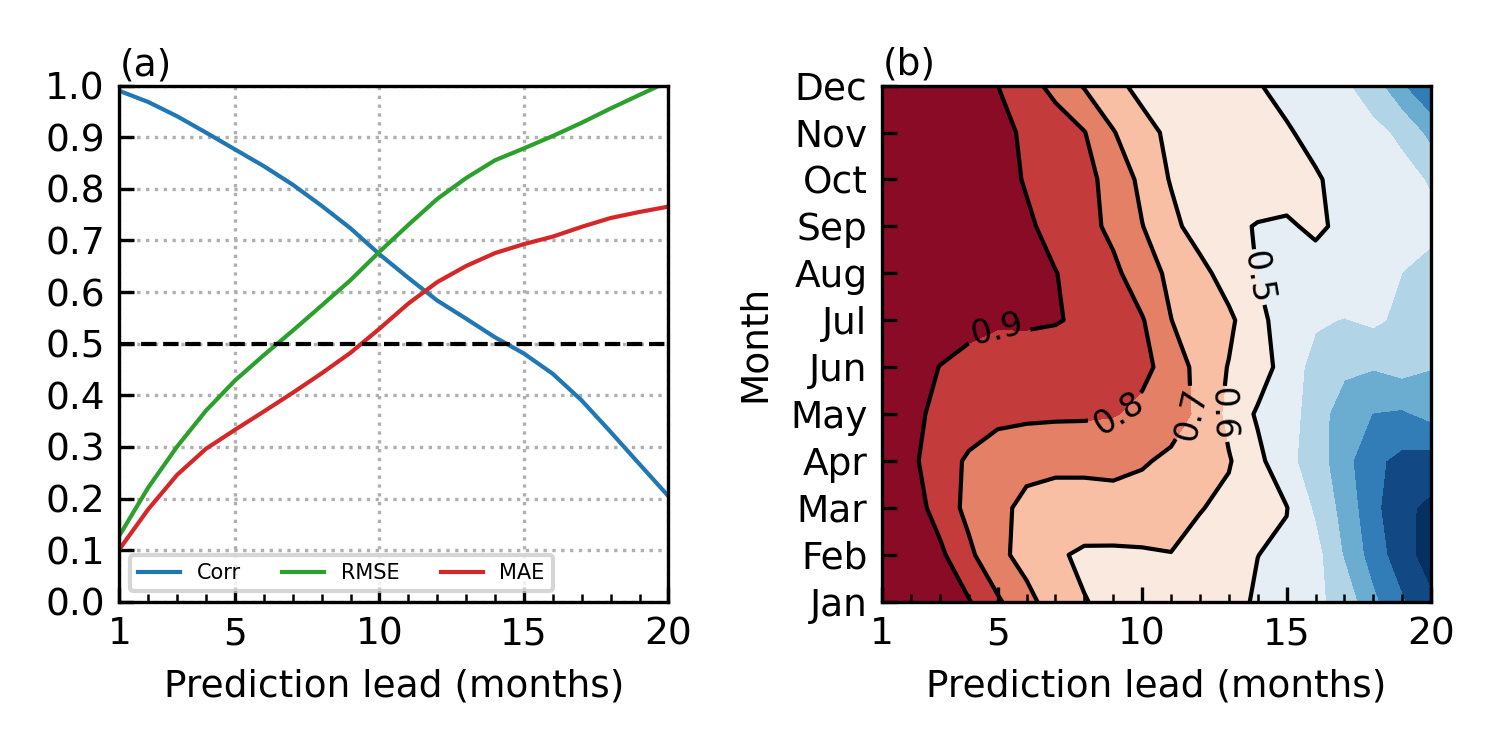 (a)
1.0
0.9
0.8
0.7
0.6
0.5
0.4
0.3
0.2
0.1
0.0
Corr RMSE MAE
1 5 10 15 20
Prediction lead (months)
(b)
Month
Dec
Nov
Oct
Sep
Aug
Jul
Jun
May
Apr
Mar
Feb
Jan
0.5
0.9
0.8
0.7
0.6
1 5 10 15 20
Prediction lead (months)